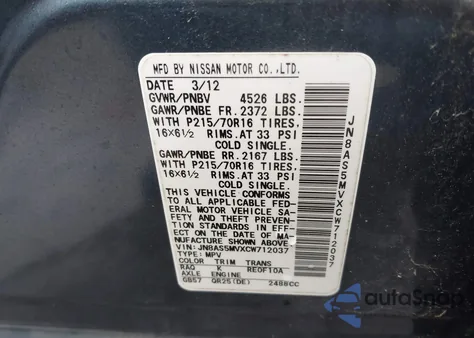 MFD BY NISSAN MOTOR CO.,LTD.
DATE 3/12
GVWR/PNBV 4526 LBS.
GAWR/PNBE FR. 2372 LBS.
WITH P215/70R16 TIRES.
16X6½ RIMS. AT 33 PSI
COLD SINGL.
GAWR/PNBE RR. 2167 LBS.
WITH P215/70R16 TIRES.
16X6½ RIMS. AT 33 PSI
COLD SINGL.
THIS VEHICLE CONFORMS
TO ALL APPLICABLE FED-
ERAL MOTOR VEHICLE SA-
FETY AND THEFT PREVEN-
TION STANDARDS IN EFF-
ECT ON THE DATE OF MA-
NUFACTURE SHOWN ABOVE.
VIN:JN8AS5MVXCW712037
TYPE: MPV
COLOR TRIM TRANS
RAQ K RE0F10A
AXLE ENGINE
GB57 QR25(DE) 2488CC
JN8AS5MVXCW712037
autoSnap